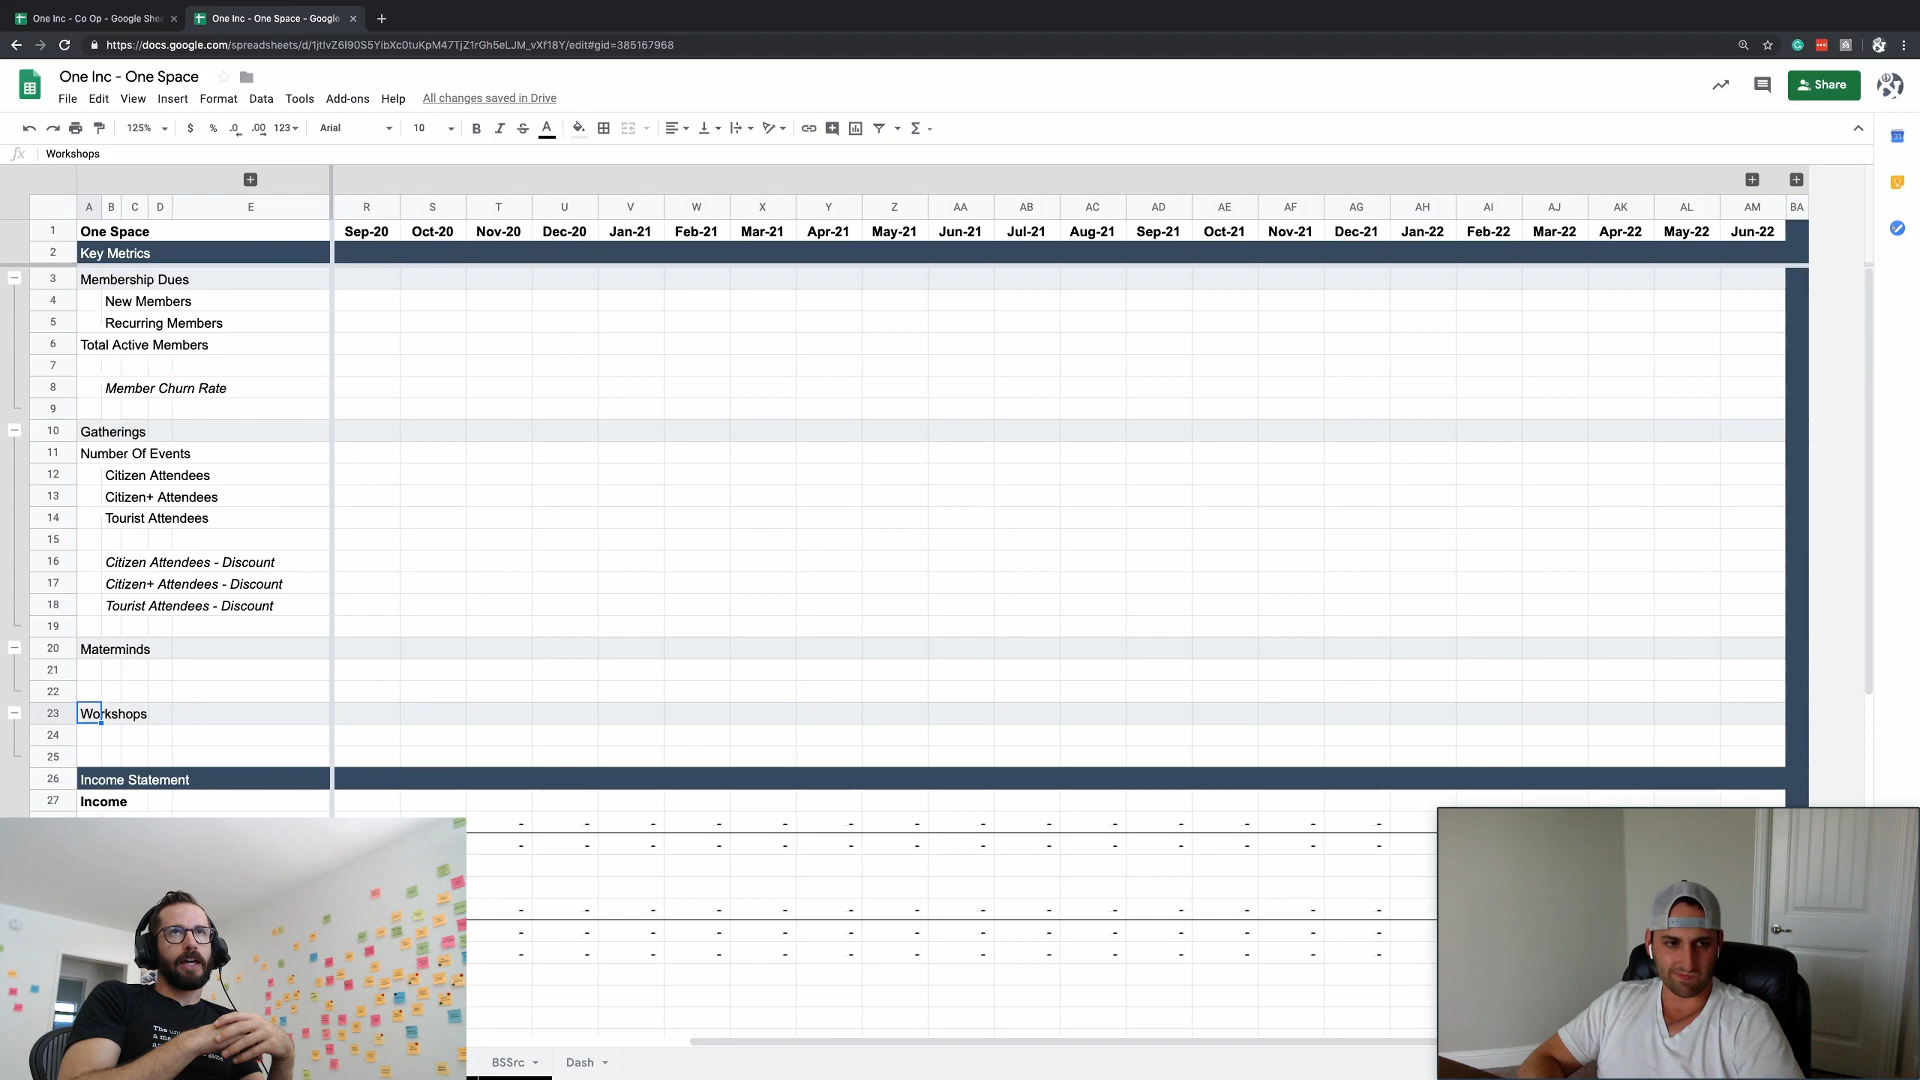 One Inc - Co Op - Google Shee
One Inc - One Space - Google
https://docs.google.com/spreadsheets/d/1jtIvZ6I90S5YibXc0tuKpM47TjZ1rGh5eLJM_vXf18Y/edit#gid=385167968
One Inc - One Space
File Edit View Insert Format Data Tools Add-ons Help All changes saved in Drive
Share
125% $ % .0 .00 123 Arial 10 B I S A
31
fx Workshops
A B C D E R S T U V W X Y Z AA AB AC AD AE AF AG AH AI AJ AK AL AM BA
1 One Space Sep-20 Oct-20 Nov-20 Dec-20 Jan-21 Feb-21 Mar-21 Apr-21 May-21 Jun-21 Jul-21 Aug-21 Sep-21 Oct-21 Nov-21 Dec-21 Jan-22 Feb-22 Mar-22 Apr-22 May-22 Jun-22
2 Key Metrics
3 Membership Dues
4 New Members
5 Recurring Members
6 Total Active Members
7
8 Member Churn Rate
9
10 Gatherings
11 Number Of Events
12 Citizen Attendees
13 Citizen+ Attendees
14 Tourist Attendees
15
16 Citizen Attendees - Discount
17 Citizen+ Attendees - Discount
18 Tourist Attendees - Discount
19
20 Materminds
21
22
23 Workshops
24
25
26 Income Statement
27 Income
- - - - - - - - - - - - - -
- - - - - - - - - - - - - -
- - - - - - - - - - - - - -
- - - - - - - - - - - - - -
- - - - - - - - - - - - - -
BSSrc Dash